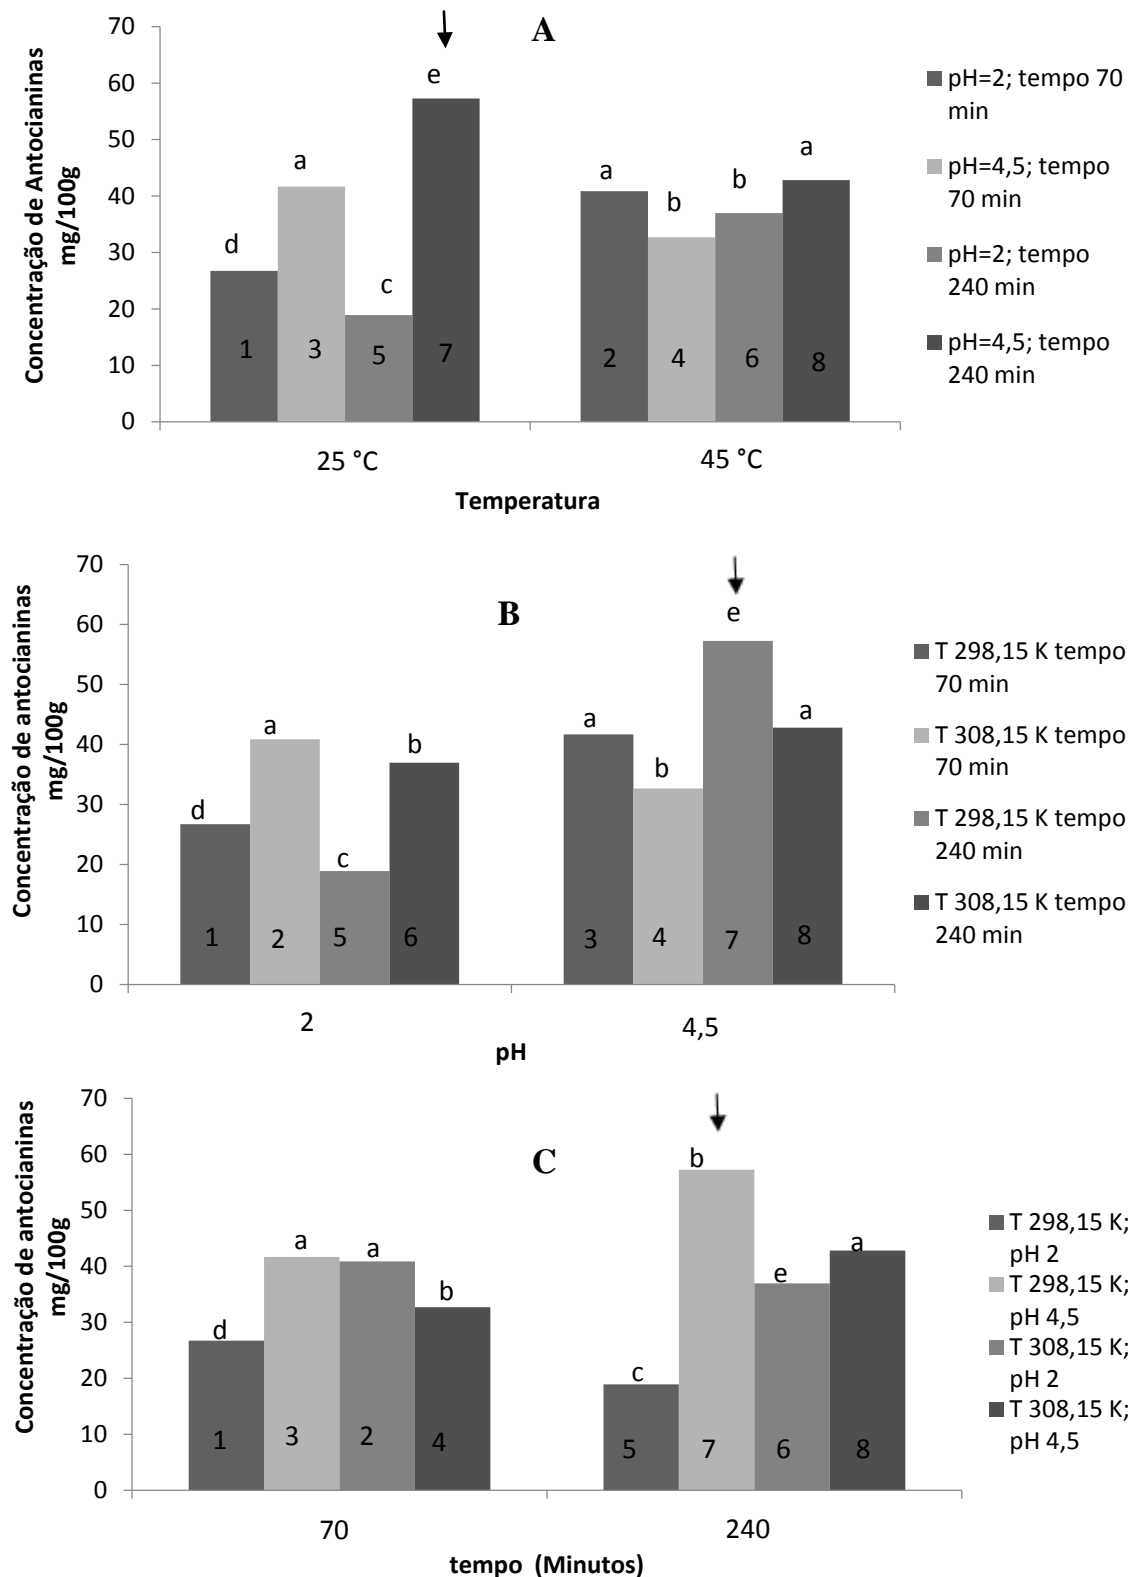 A
Concentração de Antocianinas
mg/100g
70
60
50
40
30
20
10
0
d
a
c
e
a
b
b
a
1
3
5
7
2
4
6
8
25 °C
45 °C
Temperatura
pH=2; tempo 70
min
pH=4,5; tempo
70 min
pH=2; tempo
240 min
pH=4,5; tempo
240 min
B
Concentração de antocianinas
mg/100g
70
60
50
40
30
20
10
0
d
a
c
b
a
b
e
a
1
2
5
6
3
4
7
8
2
4,5
pH
T 298,15 K tempo
70 min
T 308,15 K tempo
70 min
T 298,15 K tempo
240 min
T 308,15 K tempo
240 min
C
Concentração de antocianinas
mg/100g
70
60
50
40
30
20
10
0
d
a
a
b
c
b
e
a
1
3
2
4
5
7
6
8
70
240
tempo (Minutos)
T 298,15 K;
pH 2
T 298,15 K;
pH 4,5
T 308,15 K;
pH 2
T 308,15 K;
pH 4,5